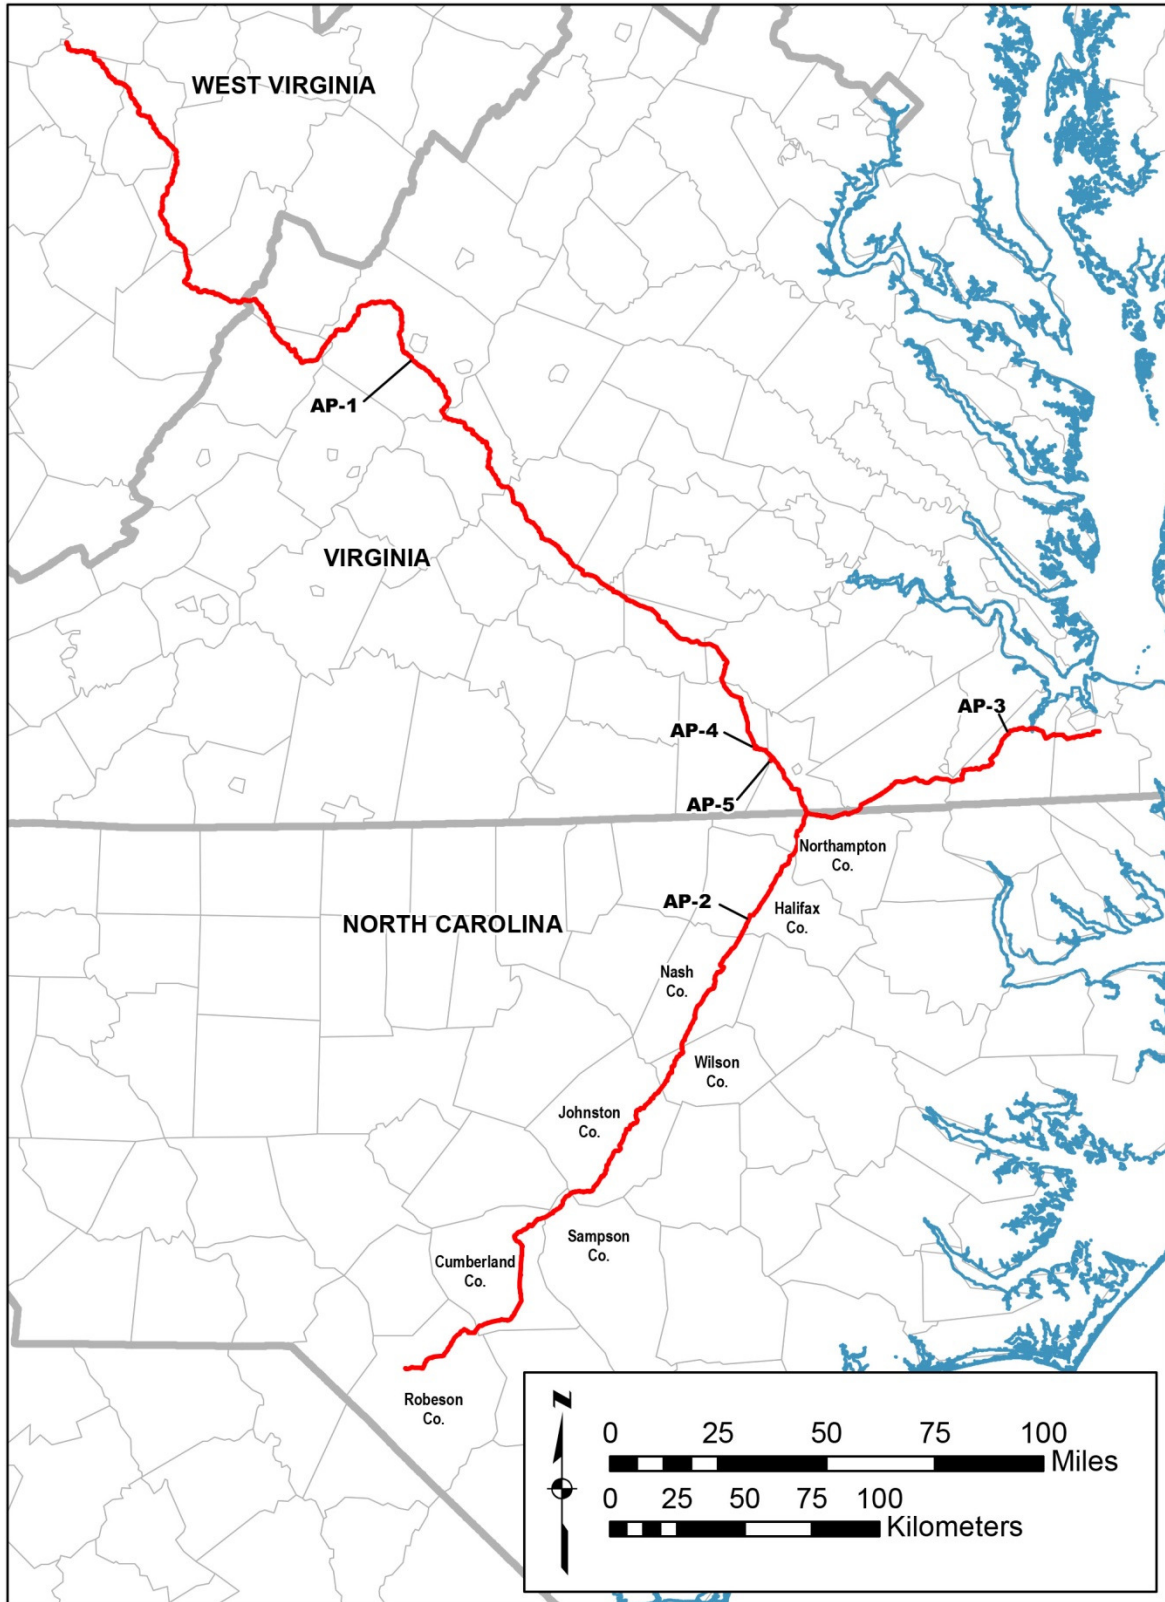 WEST VIRGINIA
AP-1
VIRGINIA
AP-3
AP-4
AP-5
Northampton
Co.
AP-2
Halifax
Co.
NORTH CAROLINA
Nash
Co.
Wilson
Co.
Johnston
Co.
Sampson
Co.
Cumberland
Co.
Robeson
Co.
N
0 25 50 75 100
Miles
0 25 50 75 100
Kilometers